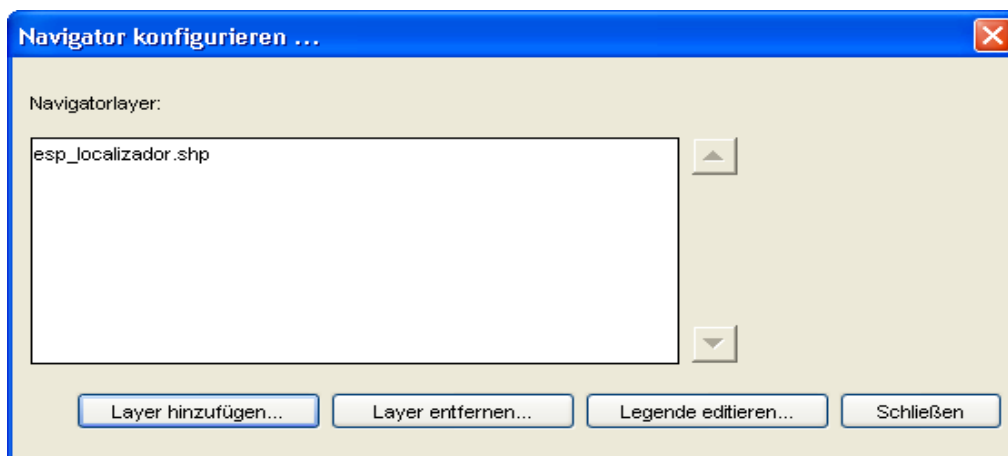 Navigator konfigurieren ...
Navigatorlayer:
esp_localizador.shp
Layer hinzufügen... Layer entfernen... Legende editieren... Schließen